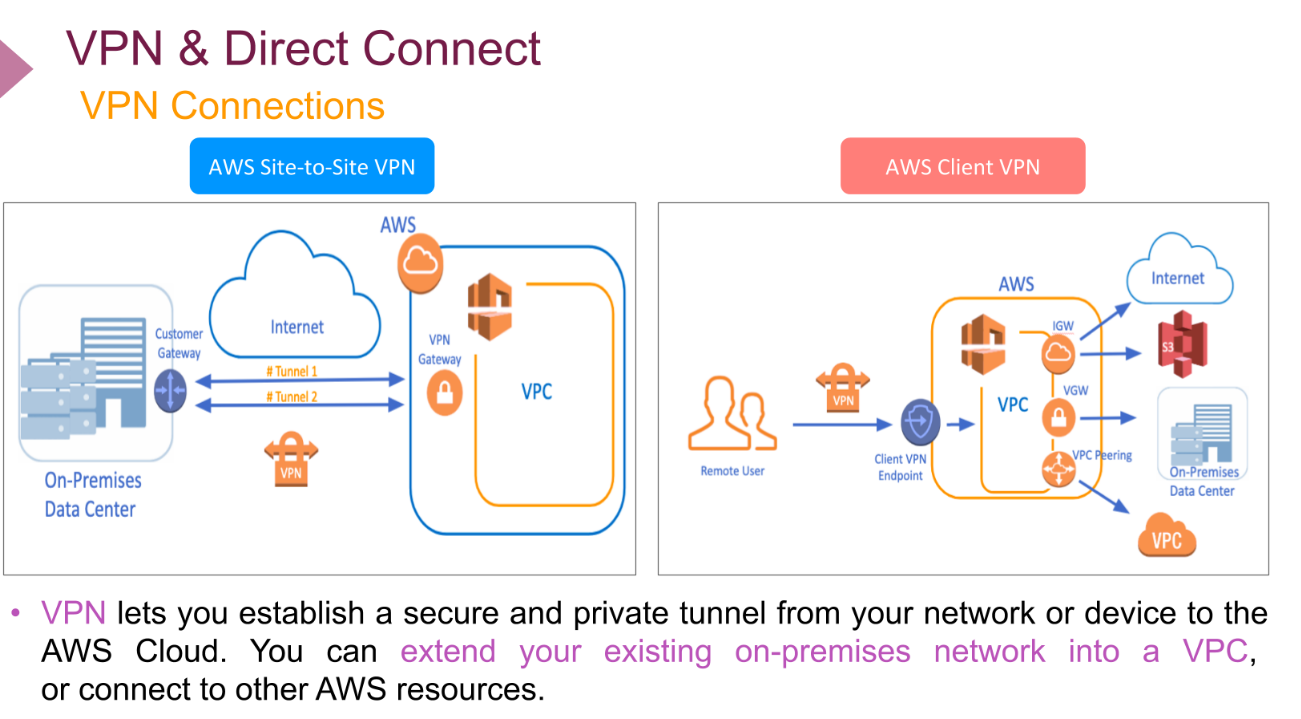 VPN & Direct Connect
VPN Connections
AWS Site-to-Site VPN
AWS
Internet
Customer
Gateway
VPN
Gateway
# Tunnel 1
# Tunnel 2
VPC
VPN
On-Premises
Data Center
AWS Client VPN
AWS
Internet
IGW
S3
VPN
VPC
VGW
Remote User
Client VPN
Endpoint
VPC Peering
On-Premises
Data Center
VPC
• VPN lets you establish a secure and private tunnel from your network or device to the
AWS Cloud. You can extend your existing on-premises network into a VPC,
or connect to other AWS resources.